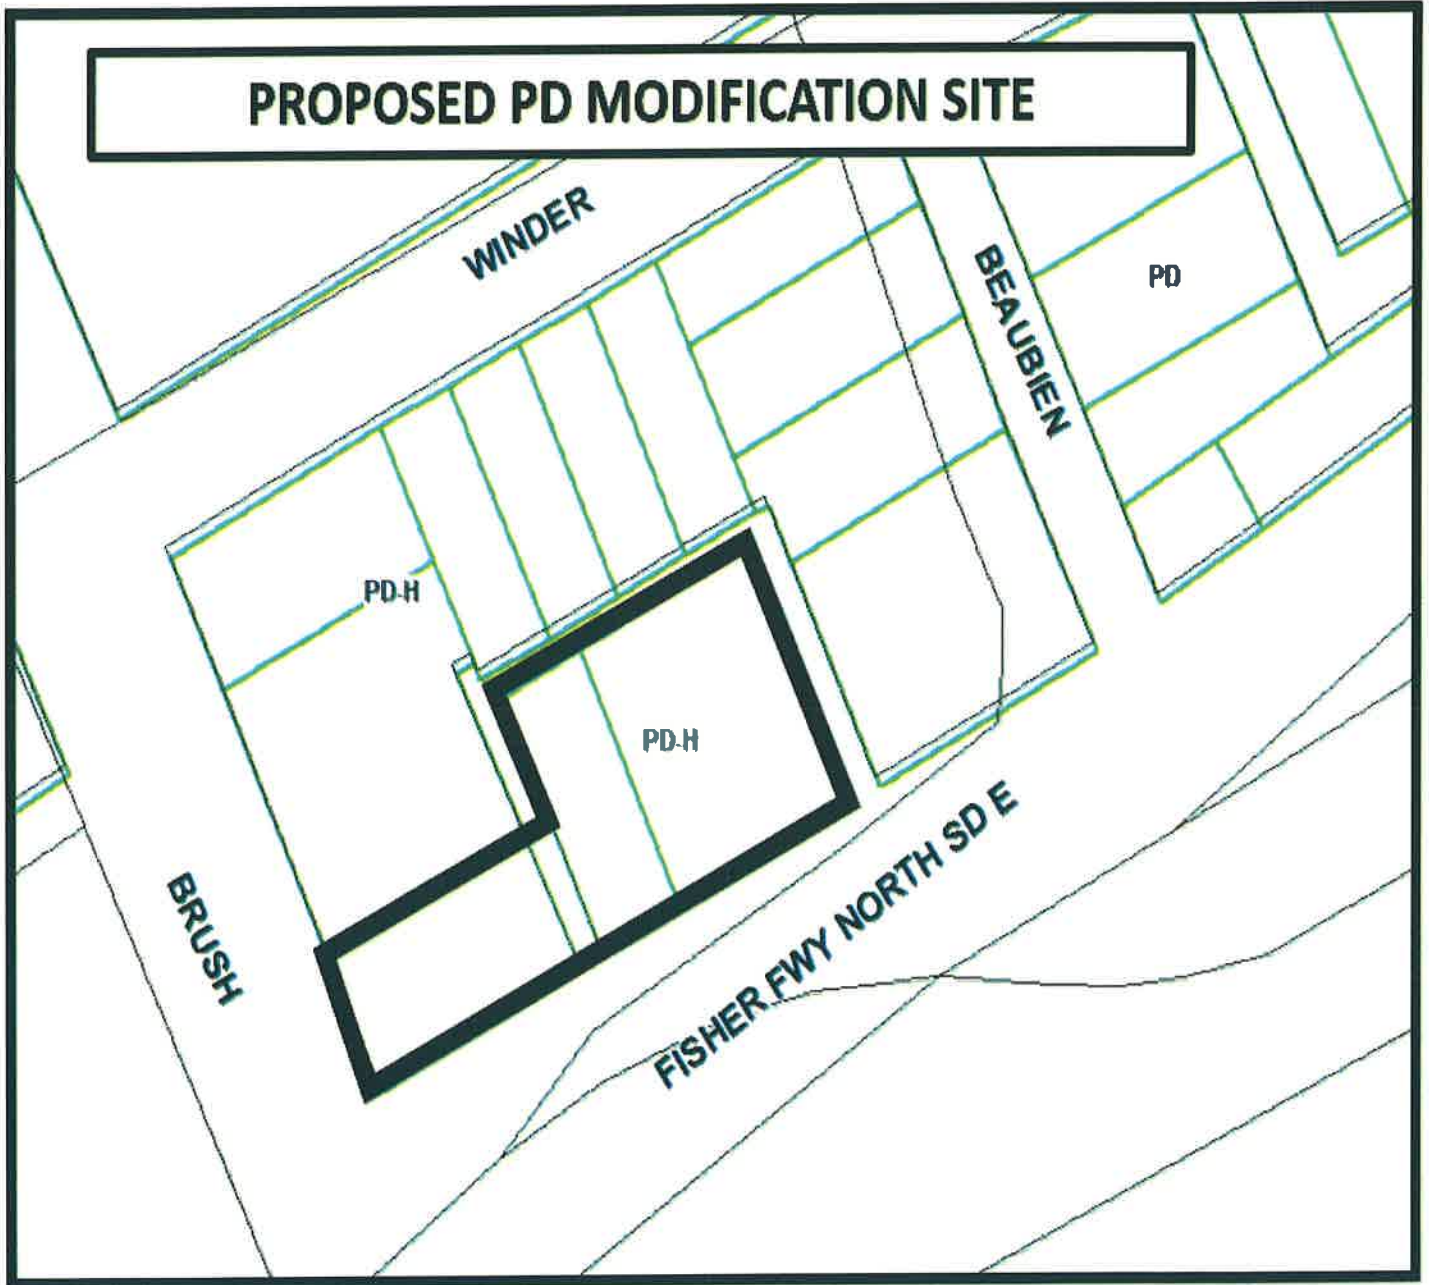 PROPOSED PD MODIFICATION SITE
WINDER
BEAUBIEN
PD
PD-H
PD-H
BRUSH
FISHER FWY NORTH SD E